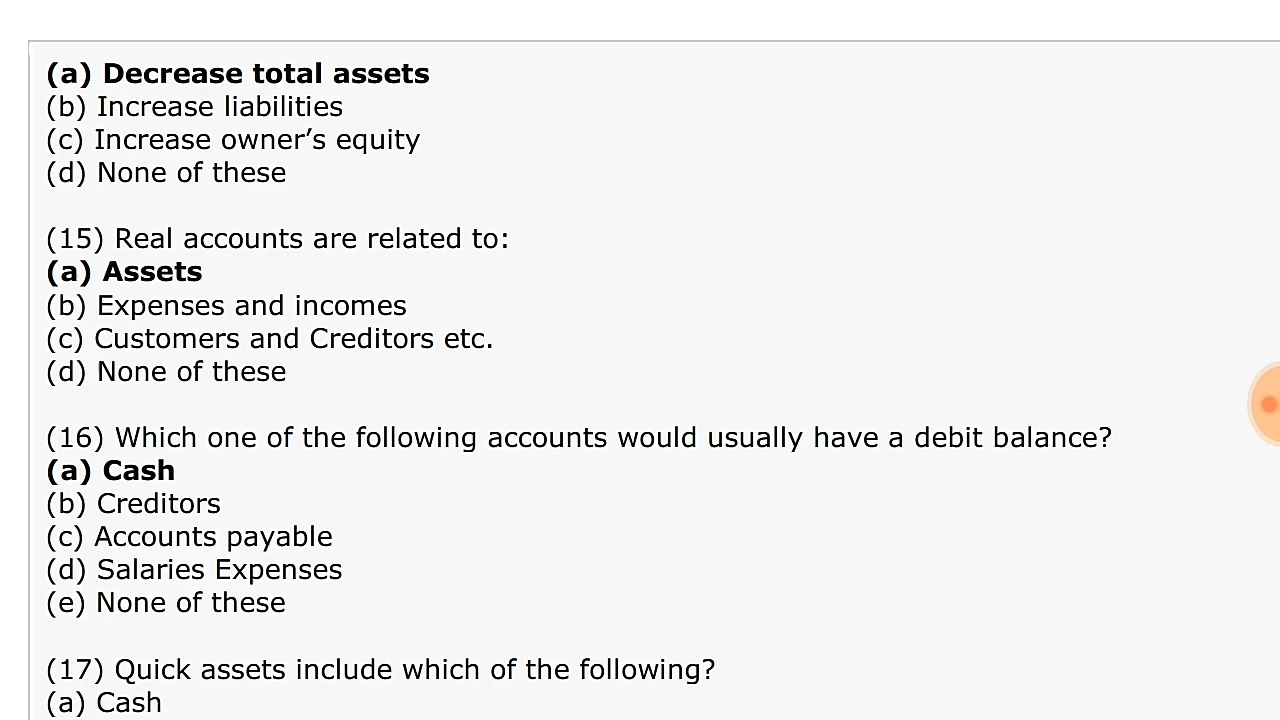 (a) Decrease total assets
(b) Increase liabilities
(c) Increase owner’s equity
(d) None of these
(15) Real accounts are related to:
(a) Assets
(b) Expenses and incomes
(c) Customers and Creditors etc.
(d) None of these
(16) Which one of the following accounts would usually have a debit balance?
(a) Cash
(b) Creditors
(c) Accounts payable
(d) Salaries Expenses
(e) None of these
(17) Quick assets include which of the following?
(a) Cash